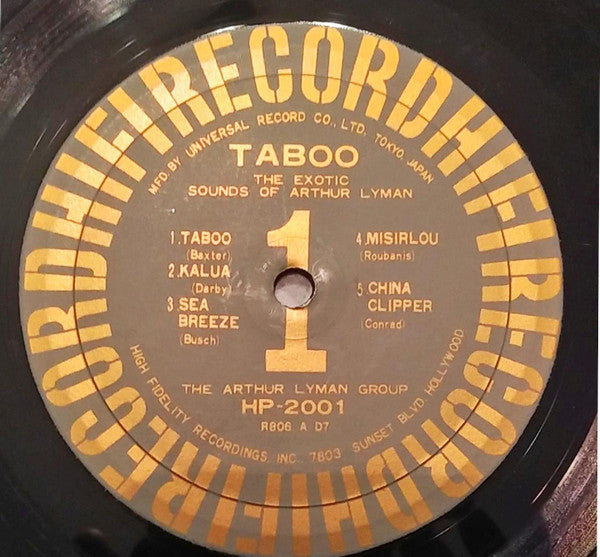 HIFIRECORDHIFIRECORDHIFIRECORDHIFIRECORD
MFD. BY UNIVERSAL RECORD CO., LTD. TOKYO, JAPAN
TABOO
THE EXOTIC
SOUNDS OF ARTHUR LYMAN
1
1.TABOO
(Baxter)
2.KALUA
(Darby)
3.SEA
BREEZE
(Busch)
4.MISIRLOU
(Roubanis)
5.CHINA
CLIPPER
(Conrad)
THE ARTHUR LYMAN GROUP
HP-2001
R806 A D7
HIGH FIDELITY RECORDINGS, INC., 7803 SUNSET BLVD. HOLLYWOOD